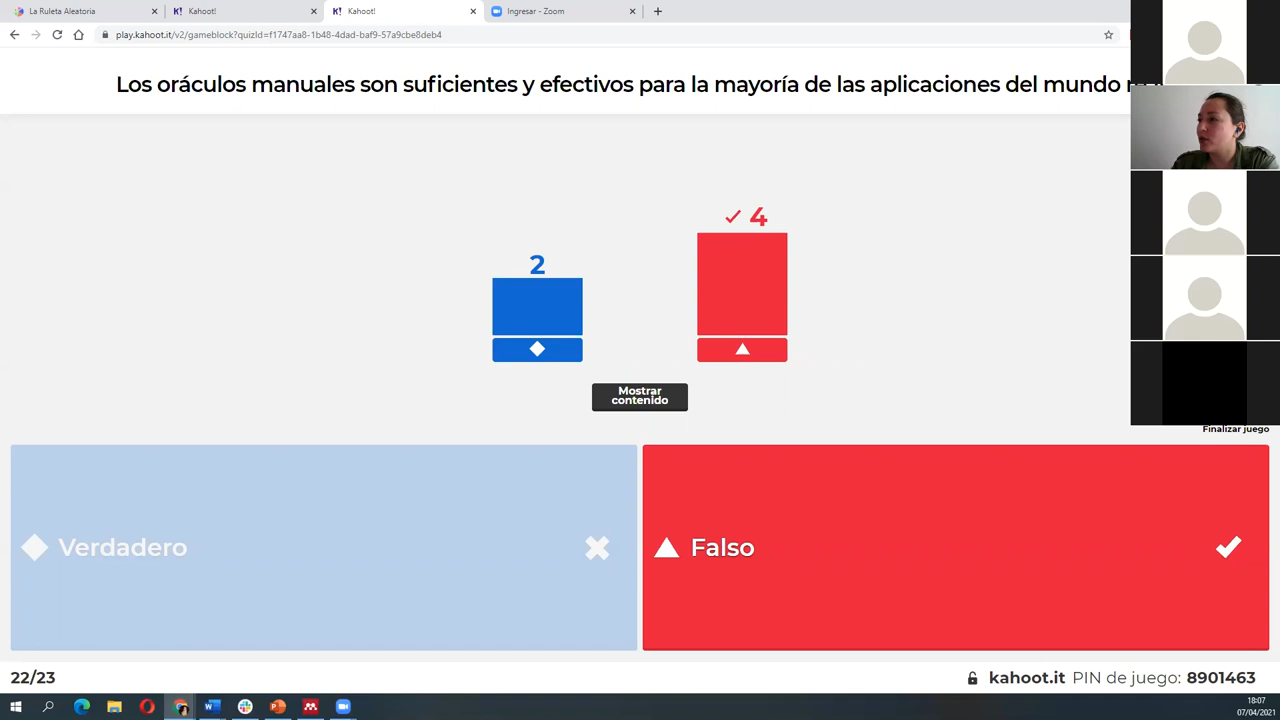 La Ruleta Aleatoria
Kahoot!
Kahoot!
Ingresar - Zoom
play.kahoot.it/v2/gameblock?quizId=f1747aa8-1b48-4dad-baf9-57a9cbe8deb4
Los oráculos manuales son suficientes y efectivos para la mayoría de las aplicaciones del mundo
2
4
Mostrar
contenido
Finalizar juego
Verdadero
Falso
22/23
kahoot.it PIN de juego: 8901463
18:07
07/04/2021